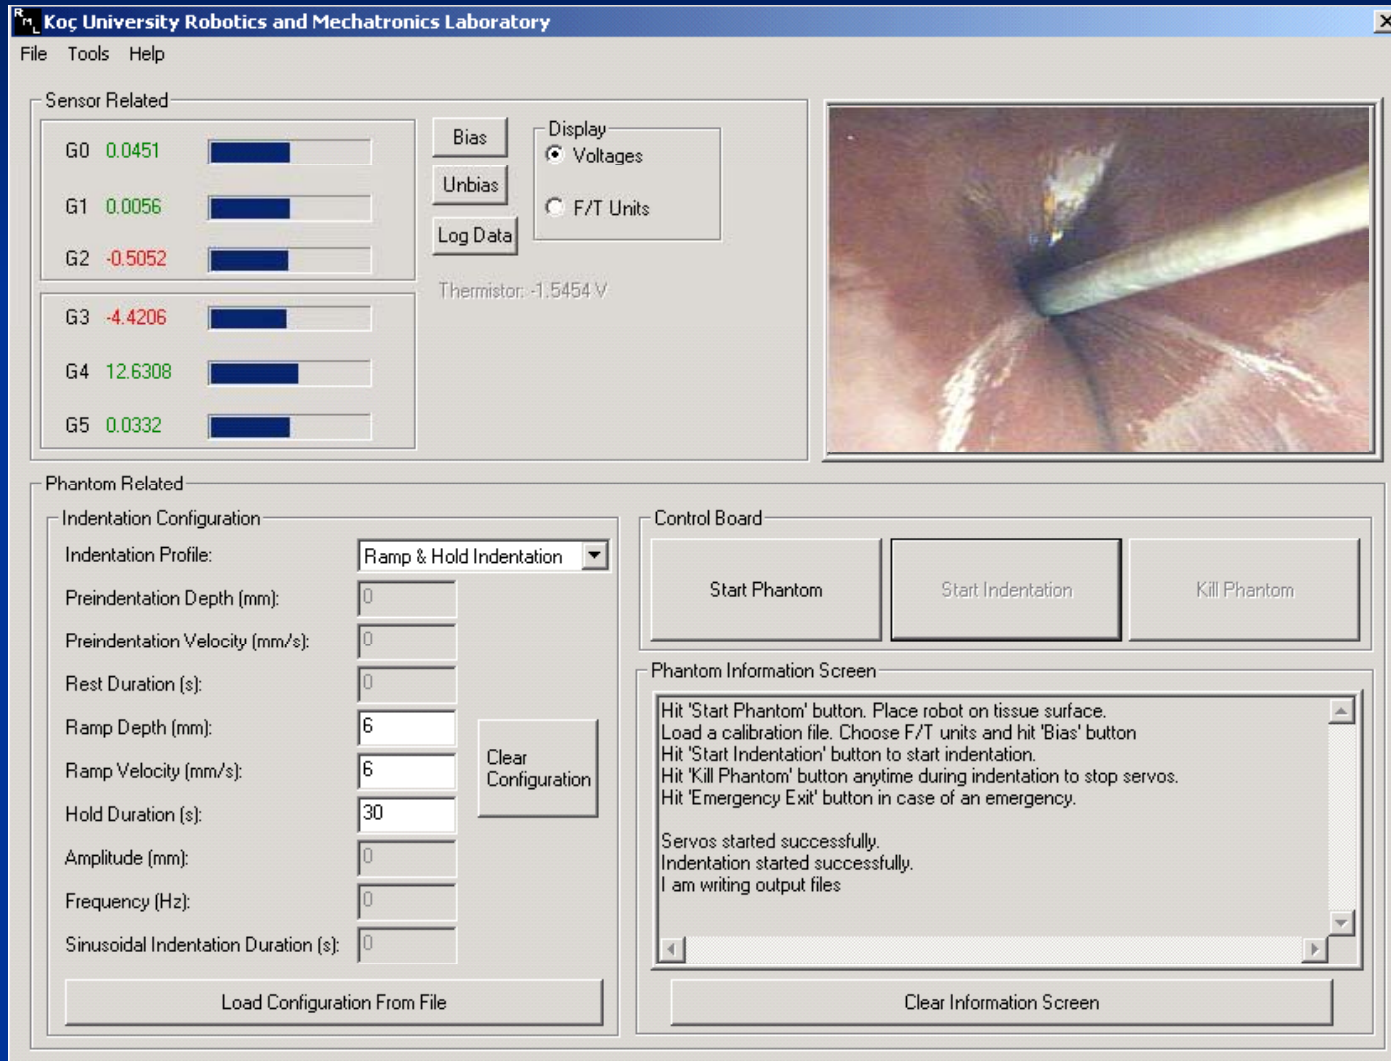 RML Koç University Robotics and Mechatronics Laboratory
File Tools Help
Sensor Related
G0 0.0451
G1 0.0056
G2 -0.5052
G3 -4.4206
G4 12.6308
G5 0.0332
Bias
Unbias
Log Data
Display
Voltages
F/T Units
Thermistor: -1.5454 V
Phantom Related
Indentation Configuration
Indentation Profile: Ramp & Hold Indentation
Preindentation Depth (mm): 0
Preindentation Velocity (mm/s): 0
Rest Duration (s): 0
Ramp Depth (mm): 6
Ramp Velocity (mm/s): 6
Hold Duration (s): 30
Amplitude (mm): 0
Frequency (Hz): 0
Sinusoidal Indentation Duration (s): 0
Clear
Configuration
Load Configuration From File
Control Board
Start Phantom
Start Indentation
Kill Phantom
Phantom Information Screen
Hit 'Start Phantom' button. Place robot on tissue surface.
Load a calibration file. Choose F/T units and hit 'Bias' button
Hit 'Start Indentation' button to start indentation.
Hit 'Kill Phantom' button anytime during indentation to stop servos.
Hit 'Emergency Exit' button in case of an emergency.
Servos started successfully.
Indentation started successfully.
I am writing output files
Clear Information Screen